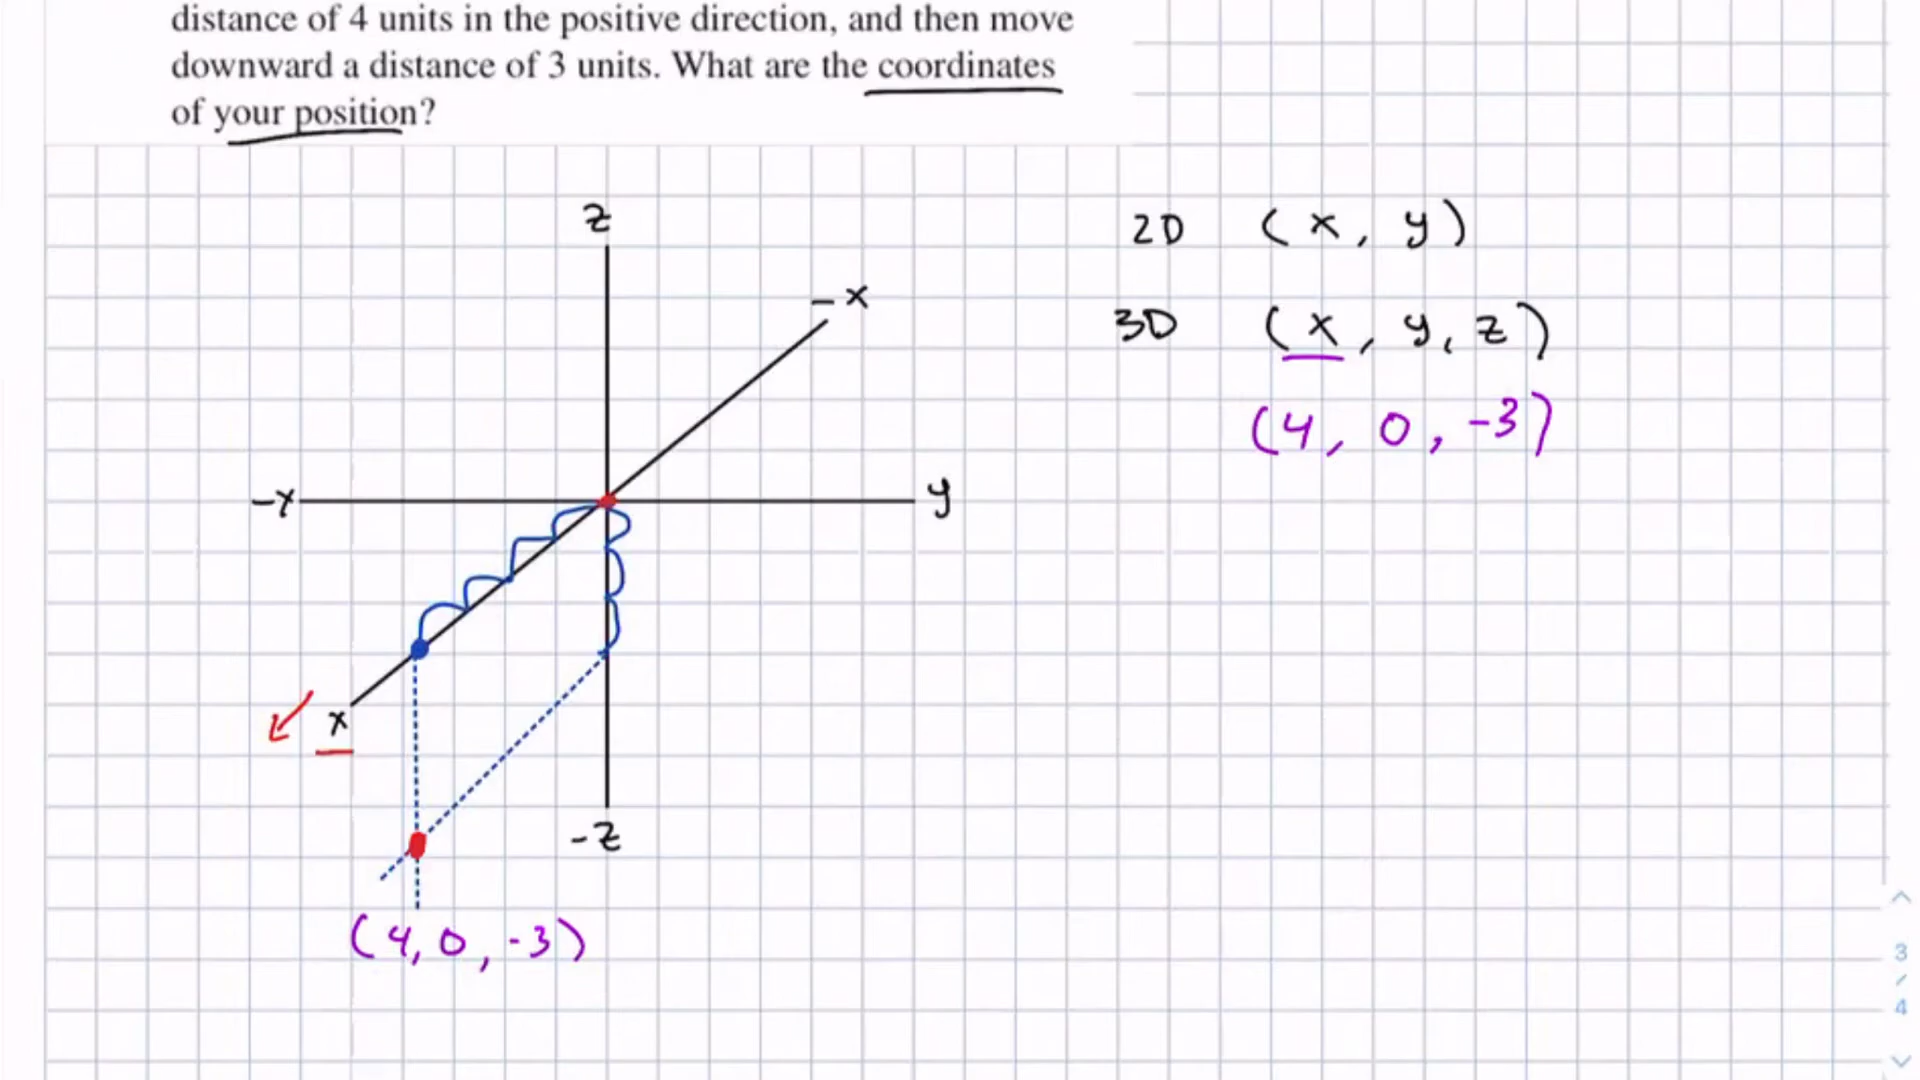 distance of 4 units in the positive direction, and then move
downward a distance of 3 units. What are the coordinates
of your position?
z
2D (x, y)
-x
3D (x, y, z)
(4, 0, -3)
-y
y
x
-z
(4, 0, -3)
3
/
4